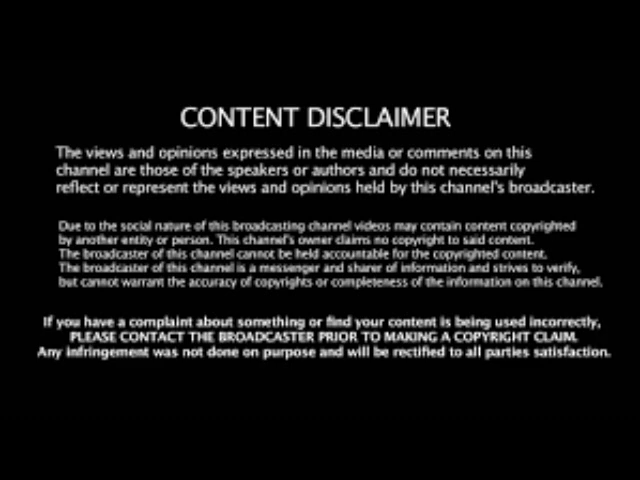 CONTENT DISCLAIMER
The views and opinions expressed in the media or comments on this
channel are those of the speakers or authors and do not necessarily
reflect or represent the views and opinions held by this channel's broadcaster.
Due to the social nature of this broadcasting channel videos may contain content copyrighted
by another entity or person. This channel's owner claims no copyright to said content.
The broadcaster of this channel cannot be held accountable for the copyrighted content.
The broadcaster of this channel is a messenger and sharer of information and strives to verify,
but cannot warrant the accuracy of copyrights or completeness of the information on this channel.
If you have a complaint about something or find your content is being used incorrectly,
PLEASE CONTACT THE BROADCASTER PRIOR TO MAKING A COPYRIGHT CLAIM.
Any infringement was not done on purpose and will be rectified to all parties satisfaction.